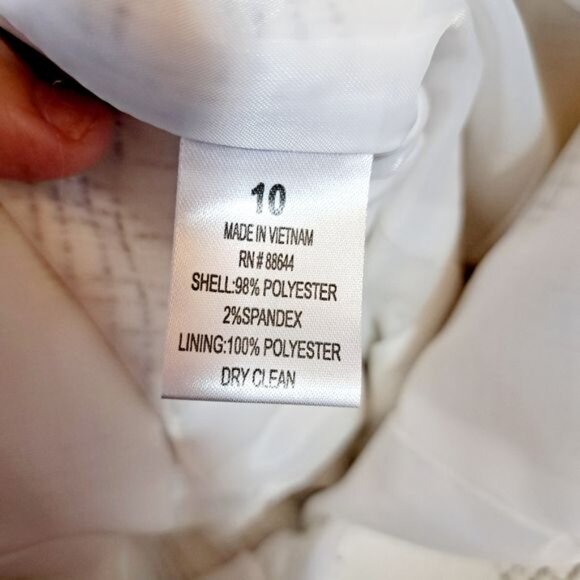 10
MADE IN VIETNAM
RN # 88644
SHELL:98% POLYESTER
2%SPANDEX
LINING:100% POLYESTER
DRY CLEAN